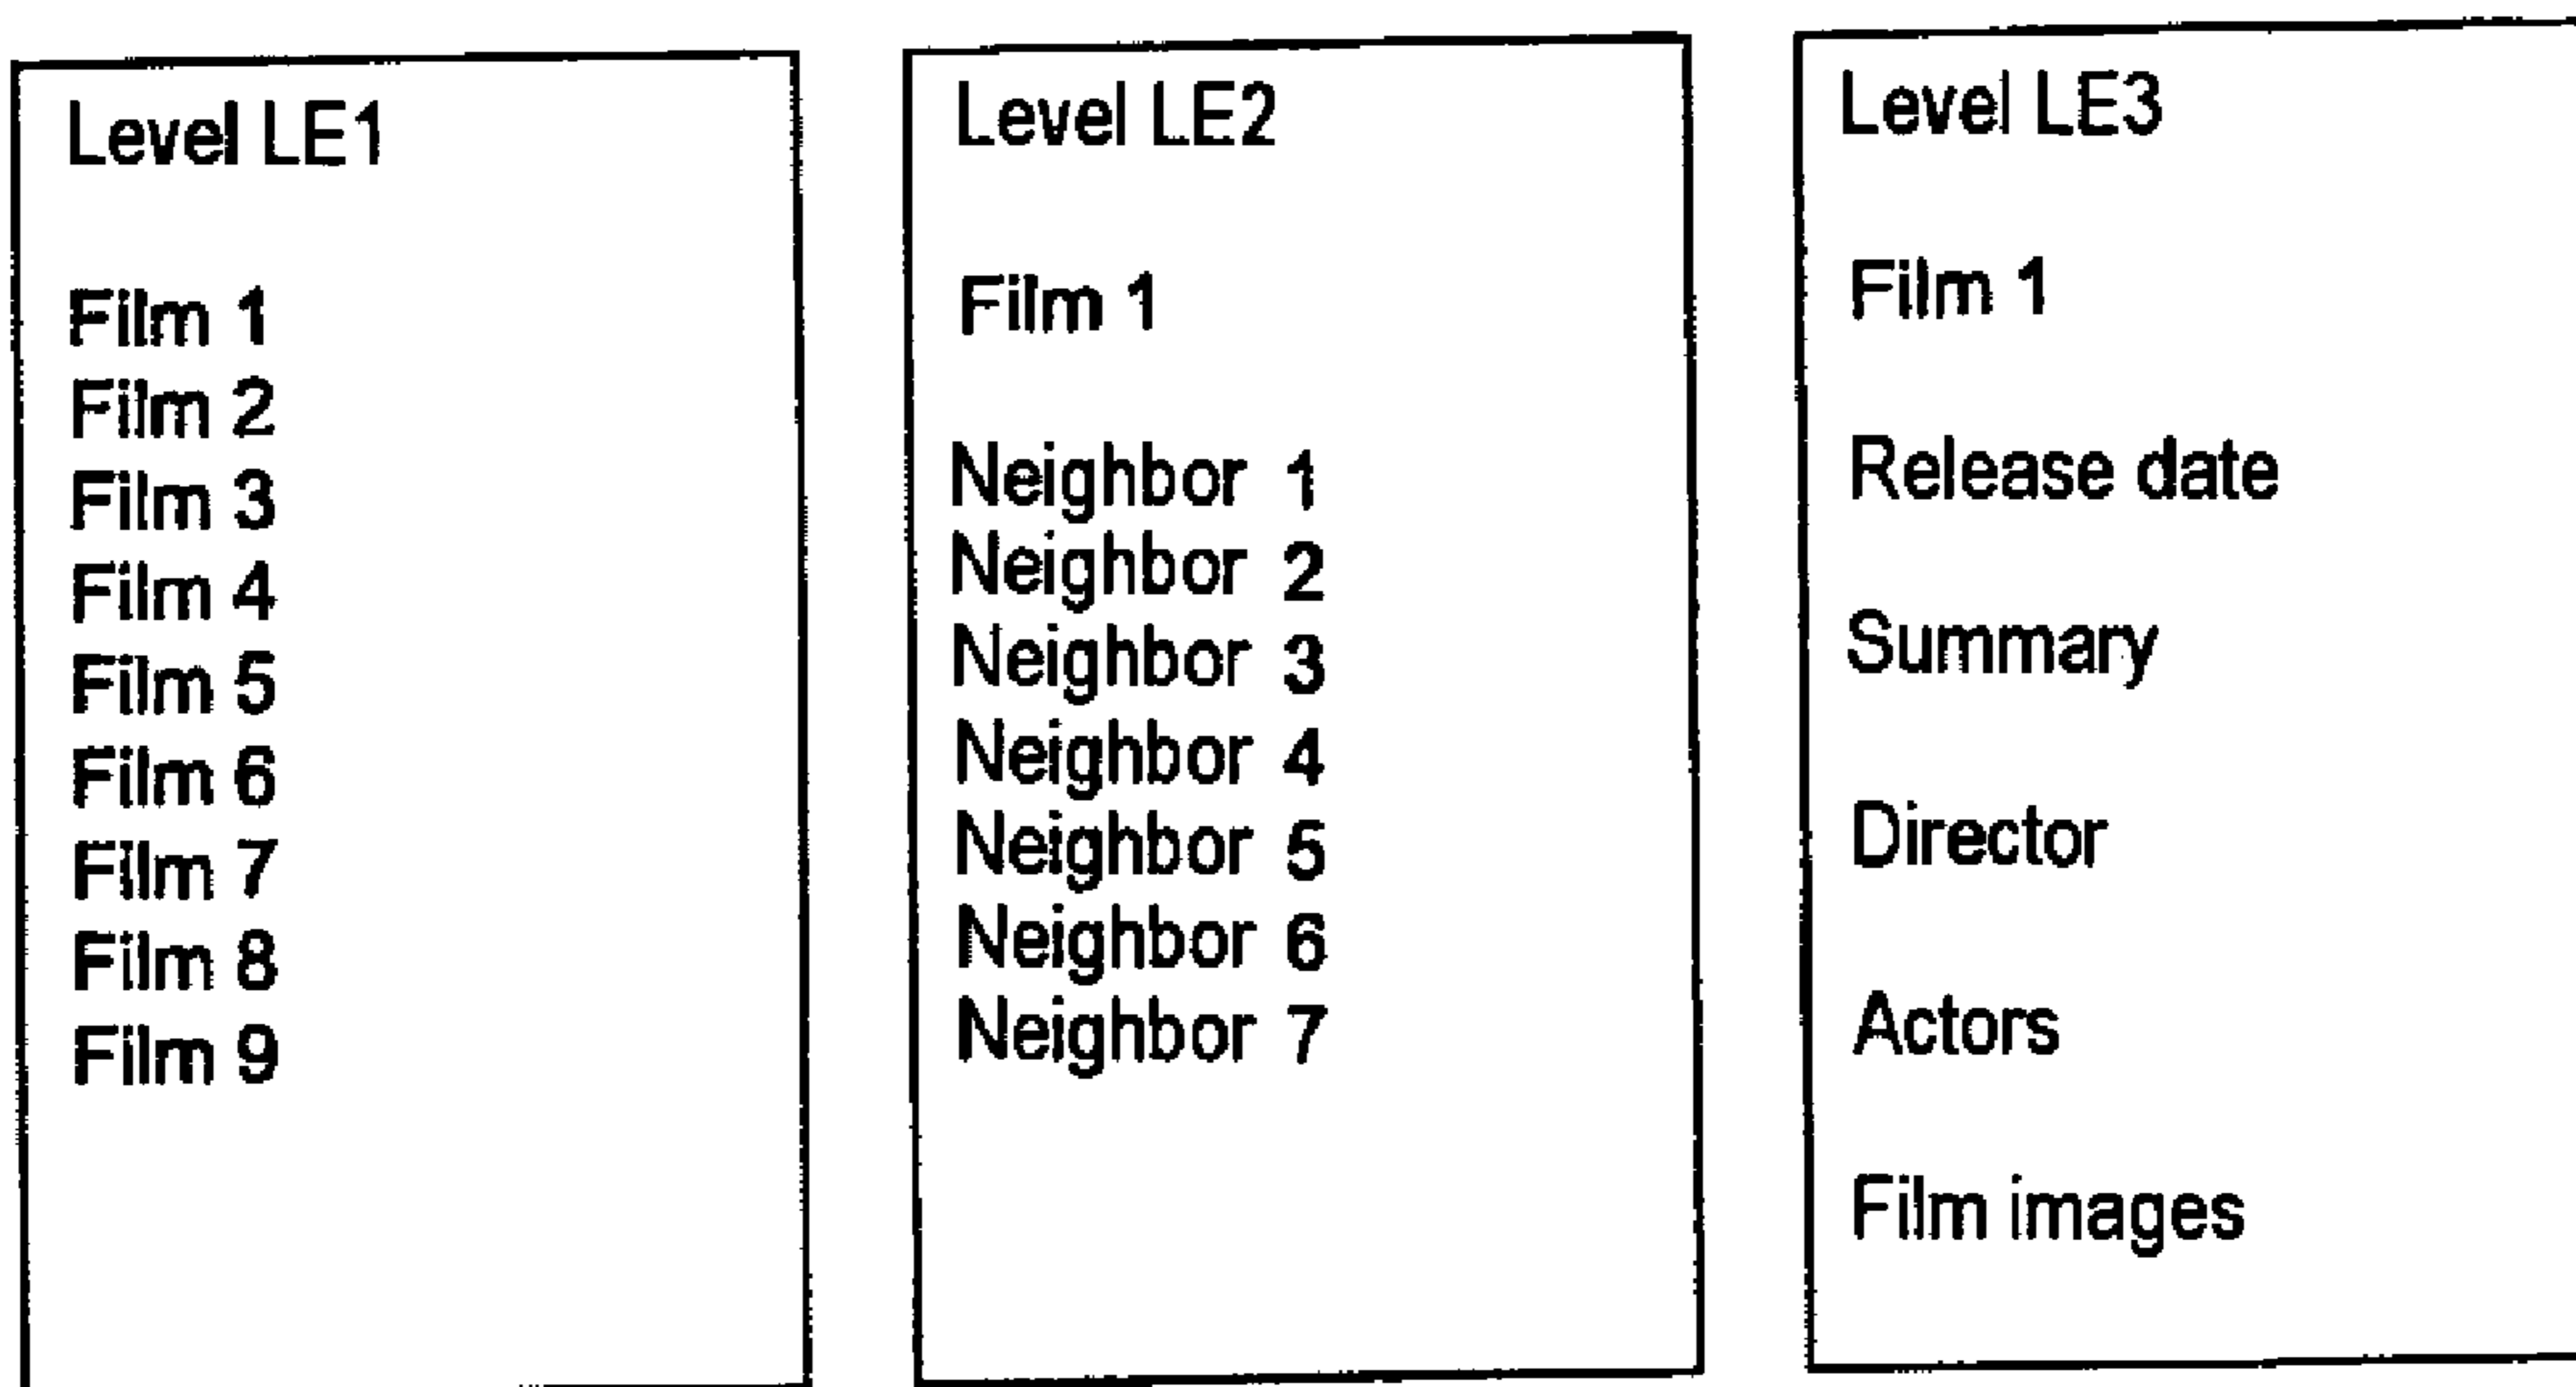 Level LE1
Film 1
Film 2
Film 3
Film 4
Film 5
Film 6
Film 7
Film 8
Film 9
Level LE2
Film 1
Neighbor 1
Neighbor 2
Neighbor 3
Neighbor 4
Neighbor 5
Neighbor 6
Neighbor 7
Level LE3
Film 1
Release date
Summary
Director
Actors
Film images